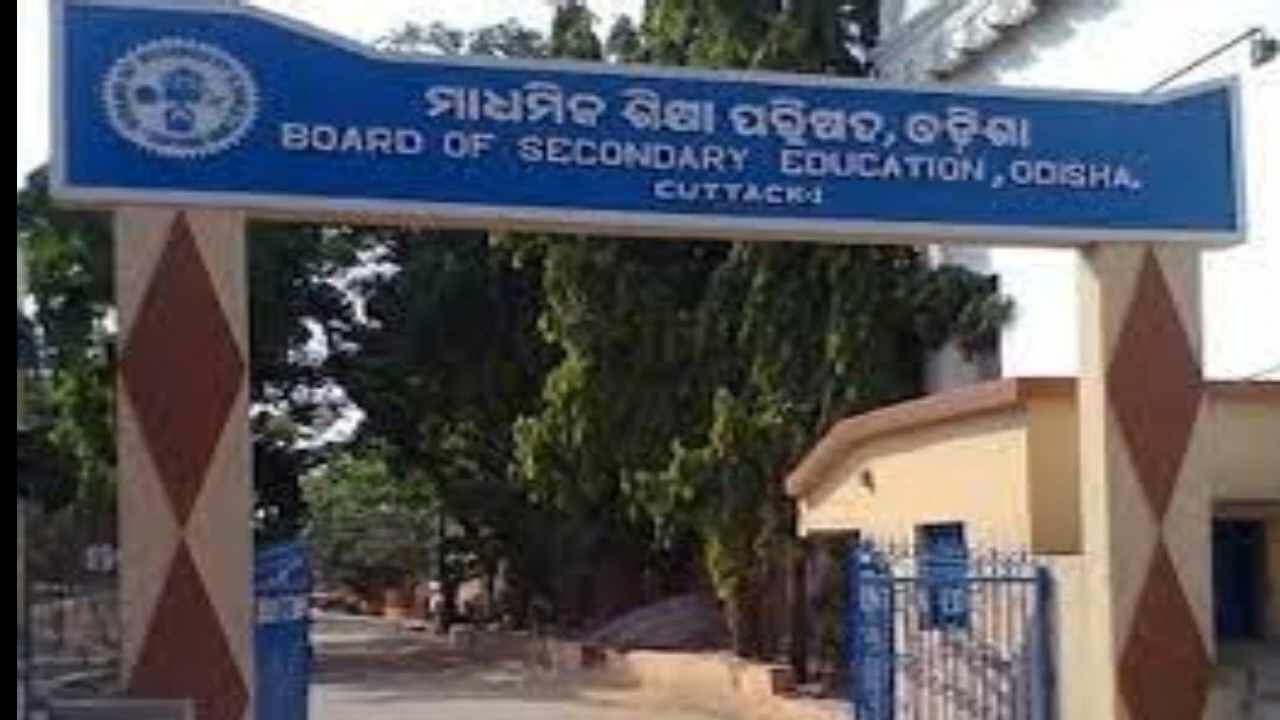 ମାଧ୍ୟମିକ ଶିକ୍ଷା ପରିଷଦ, ଓଡ଼ିଶା
BOARD OF SECONDARY EDUCATION, ODISHA.
CUTTACK-1